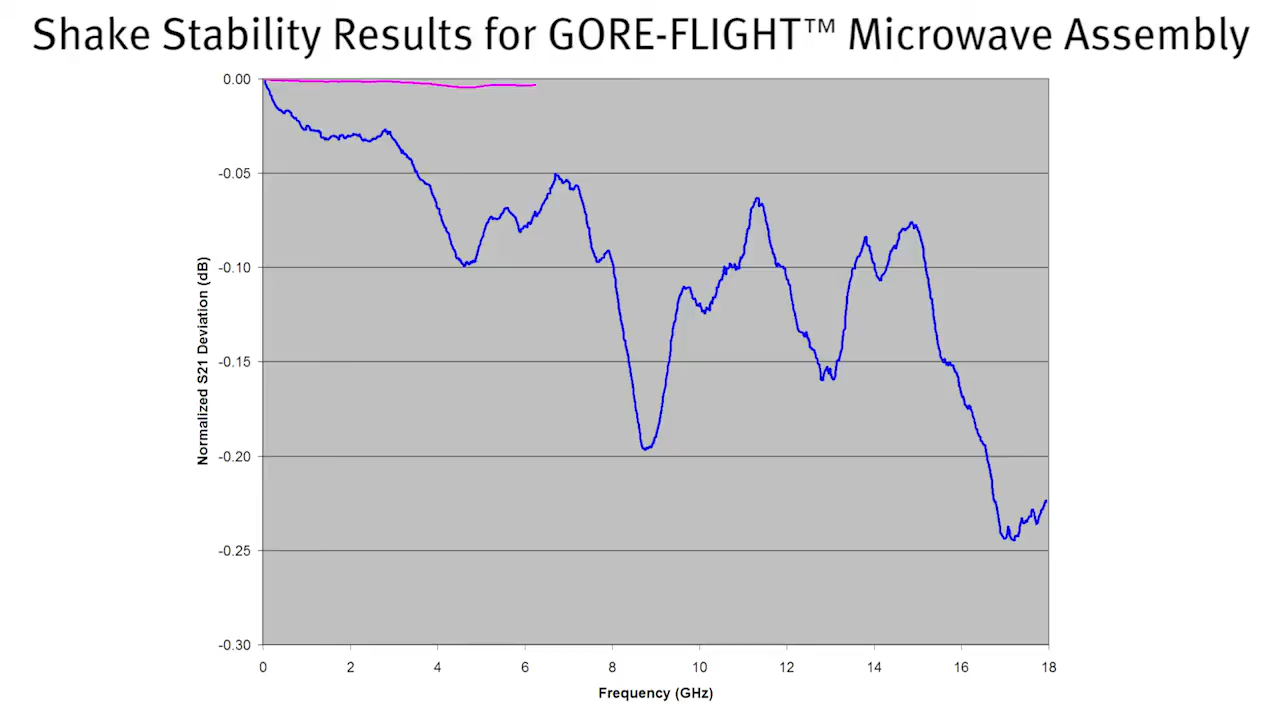 Shake Stability Results for GORE-FLIGHT™ Microwave Assembly
0.00
-0.05
-0.10
-0.15
-0.20
-0.25
-0.30
Normalized S21 Deviation (dB)
0 2 4 6 8 10 12 14 16 18
Frequency (GHz)